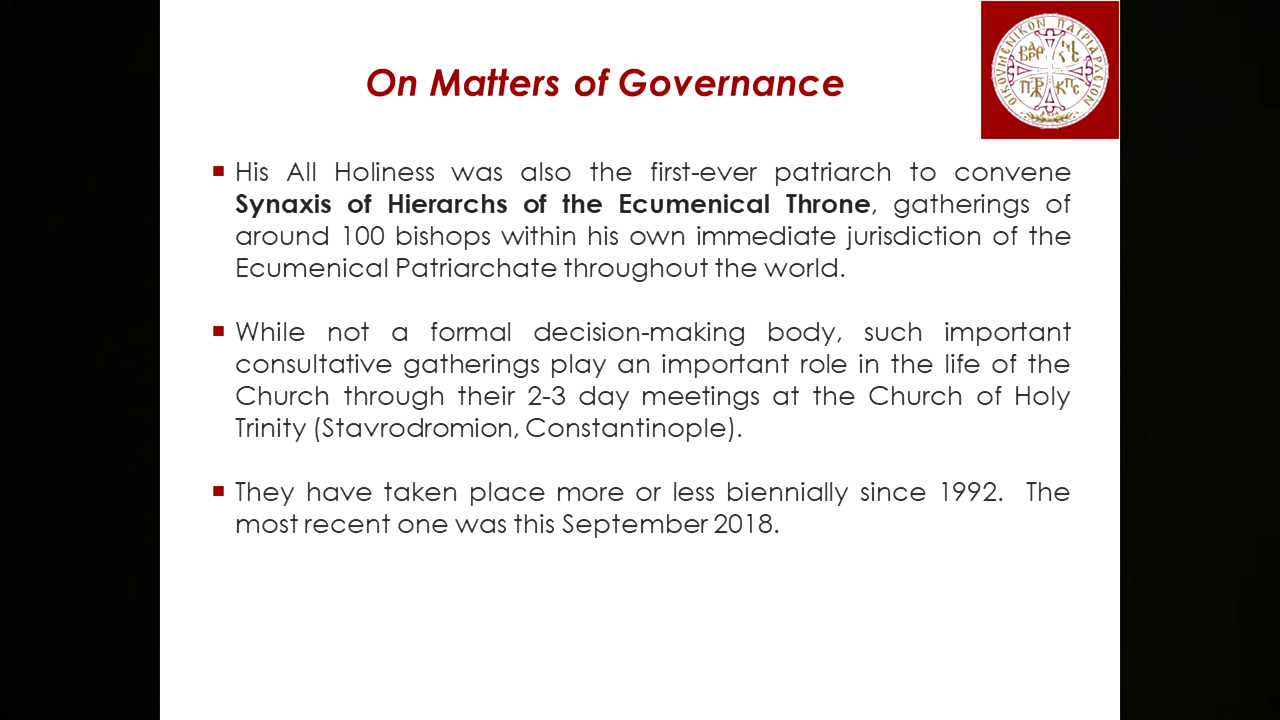 On Matters of Governance
ΟΙΚΟΥΜΕΝΙΚΟΝ ΠΑΤΡΙΑΡΧΕΙΟΝ
▪ His All Holiness was also the first-ever patriarch to convene
Synaxis of Hierarchs of the Ecumenical Throne, gatherings of
around 100 bishops within his own immediate jurisdiction of the
Ecumenical Patriarchate throughout the world.
▪ While not a formal decision-making body, such important
consultative gatherings play an important role in the life of the
Church through their 2-3 day meetings at the Church of Holy
Trinity (Stavrodromion, Constantinople).
▪ They have taken place more or less biennially since 1992. The
most recent one was this September 2018.